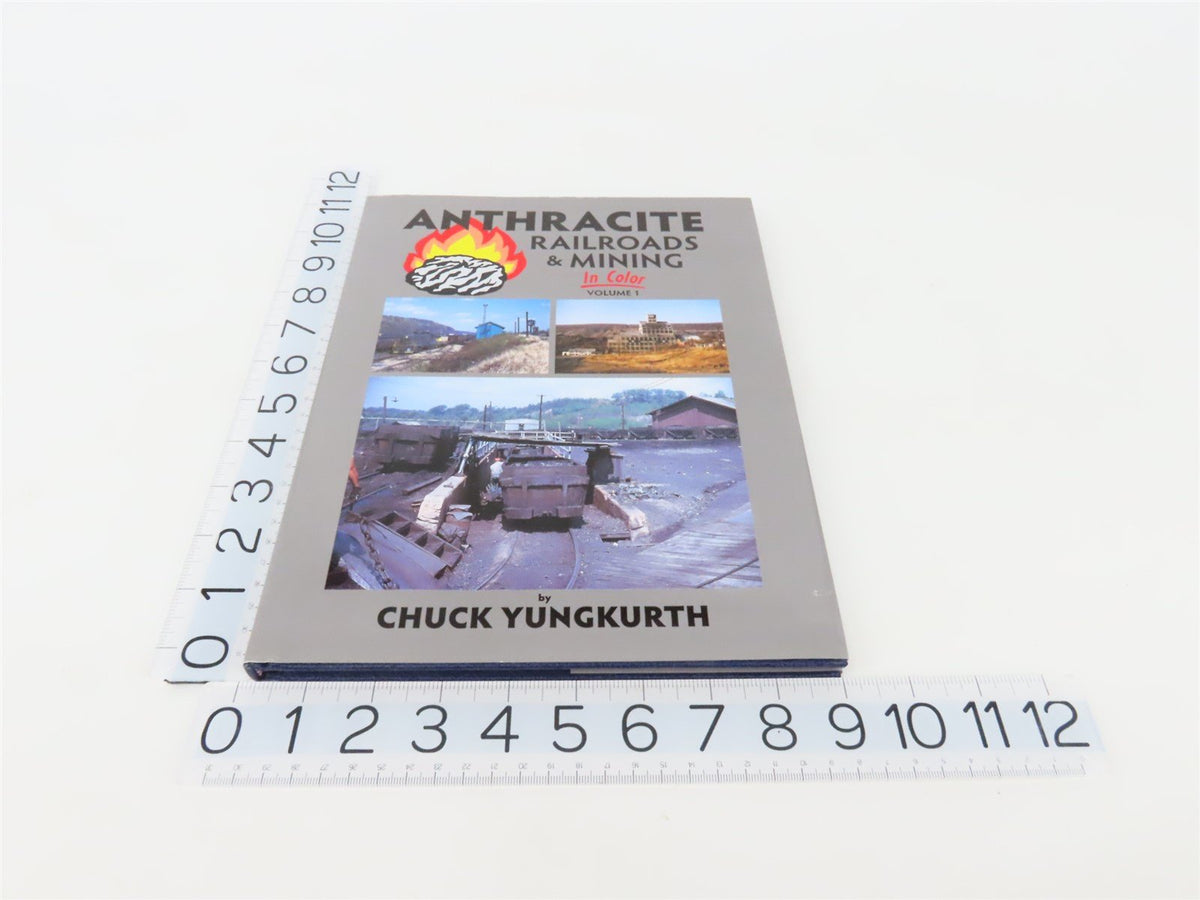 ANTHRACITE
RAILROADS
& MINING
In Color
VOLUME 1
by
CHUCK YUNGKURTH
12
11
10
9
8
7
6
5
4
3
2
1
0
0 1 2 3 4 5 6 7 8 9 10 11 12